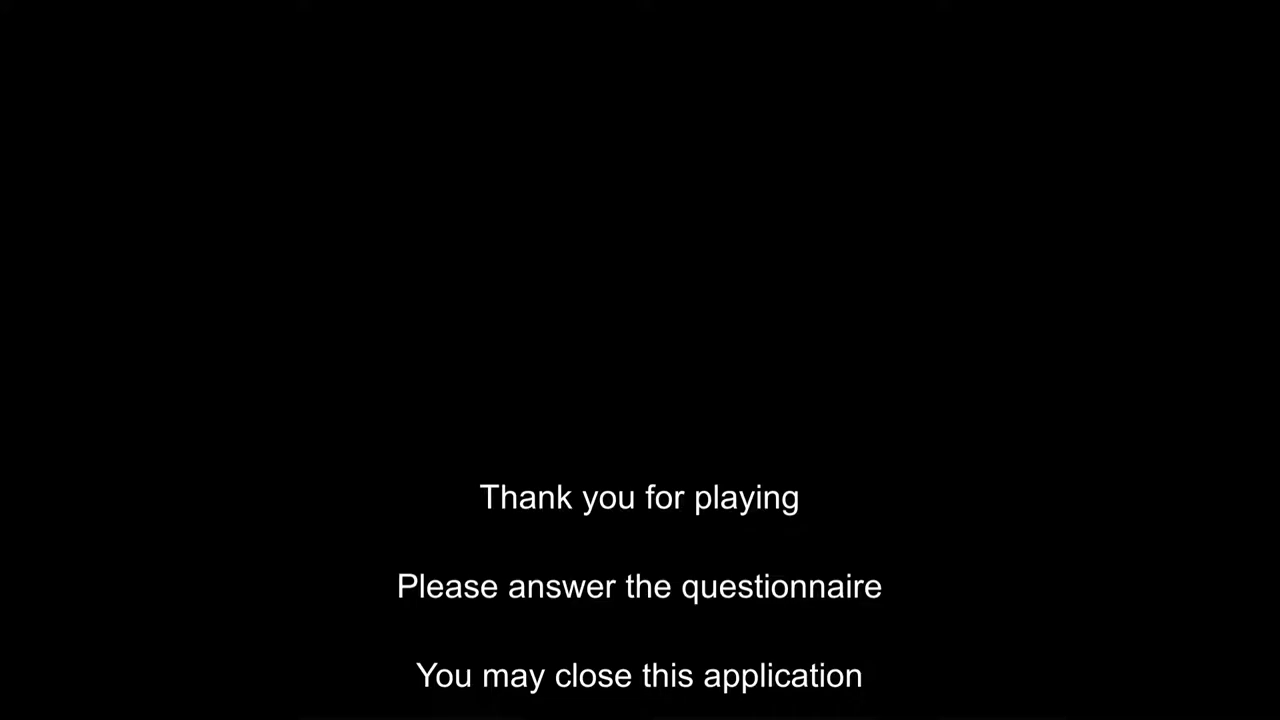 Thank you for playing
Please answer the questionnaire
You may close this application